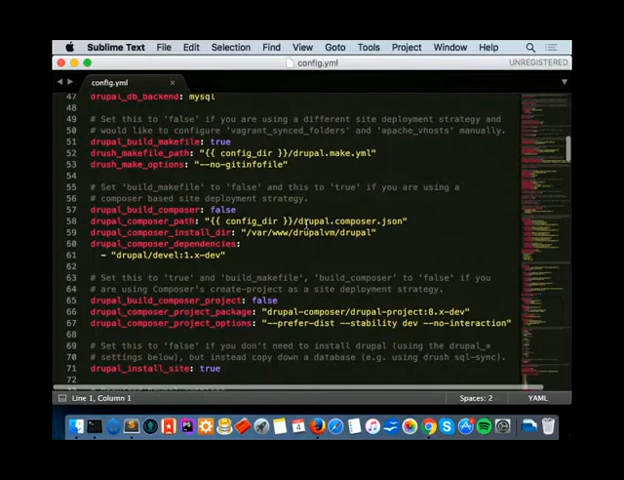 Sublime Text File Edit Selection Find View Goto Tools Project Window Help
config.yml UNREGISTERED
config.yml
47 drupal_db_backend: mysql
48
49 # Set this to 'false' if you are using a different site deployment strategy and
50 # would like to configure 'vagrant_synced_folders' and 'apache_vhosts' manually.
51 drupal_build_makefile: true
52 drush_makefile_path: "{{ config_dir }}/drupal.make.yml"
53 drush_make_options: "--no-gitinfofile"
54
55 # Set 'build_makefile' to 'false' and this to 'true' if you are using a
56 # composer based site deployment strategy.
57 drupal_build_composer: false
58 drupal_composer_path: "{{ config_dir }}/drupal.composer.json"
59 drupal_composer_install_dir: "/var/www/drupalvm/drupal"
60 drupal_composer_dependencies:
61 - "drupal/devel:1.x-dev"
62
63 # Set this to 'true' and 'build_makefile', 'build_composer' to 'false' if you
64 # are using Composer's create-project as a site deployment strategy.
65 drupal_build_composer_project: false
66 drupal_composer_project_package: "drupal-composer/drupal-project:8.x-dev"
67 drupal_composer_project_options: "--prefer-dist --stability dev --no-interaction"
68
69 # Set this to 'false' if you don't need to install drupal (using the drupal_*
70 # settings below), but instead copy down a database (e.g. using drush sql-sync).
71 drupal_install_site: true
72
Line 1, Column 1 Spaces: 2 YAML